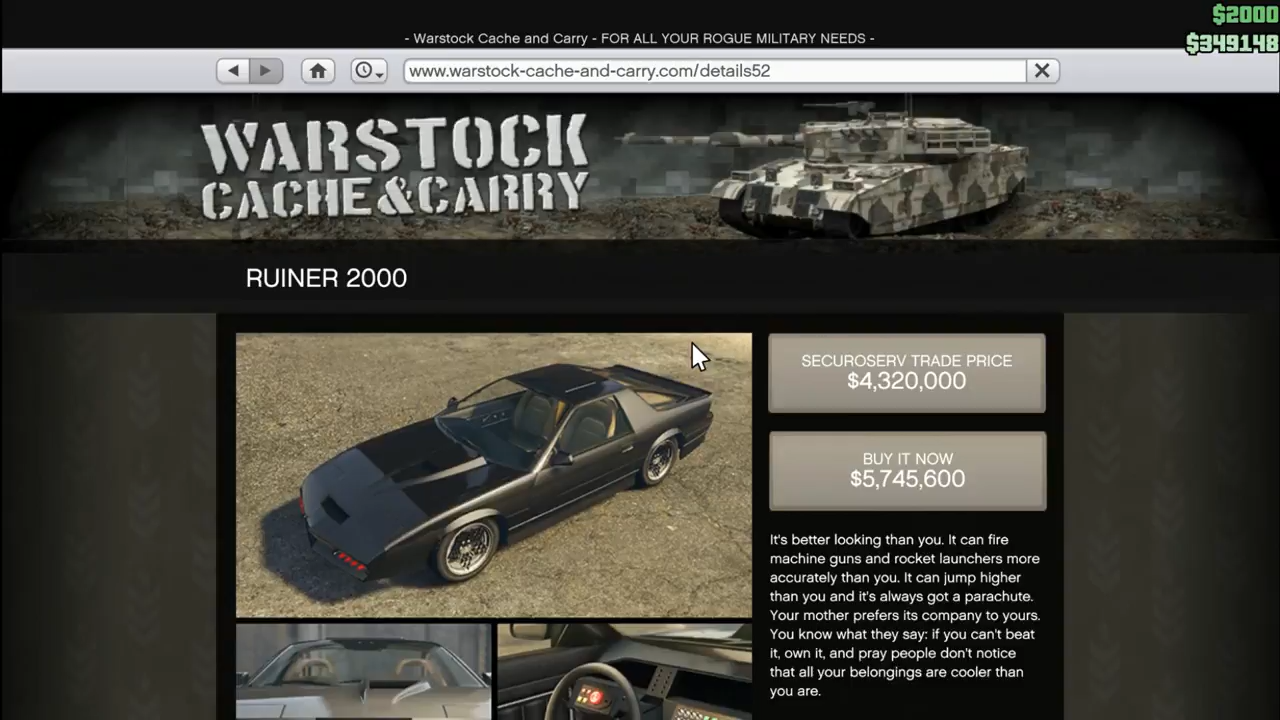 $2000
- Warstock Cache and Carry - FOR ALL YOUR ROGUE MILITARY NEEDS -
$349148
www.warstock-cache-and-carry.com/details52
WARSTOCK
CACHE&CARRY
RUINER 2000
SECUROSERV TRADE PRICE
$4,320,000
BUY IT NOW
$5,745,600
It's better looking than you. It can fire
machine guns and rocket launchers more
accurately than you. It can jump higher
than you and it's always got a parachute.
Your mother prefers its company to yours.
You know what they say: if you can't beat
it, own it, and pray people don't notice
that all your belongings are cooler than
you are.